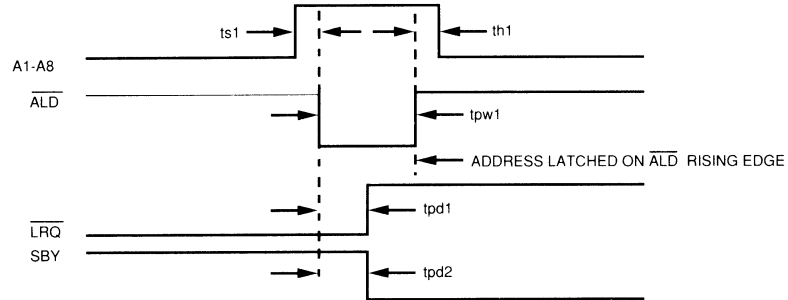 ts1
th1
A1-A8
ALD
tpw1
ADDRESS LATCHED ON ALD RISING EDGE
tpd1
LRQ
SBY
tpd2